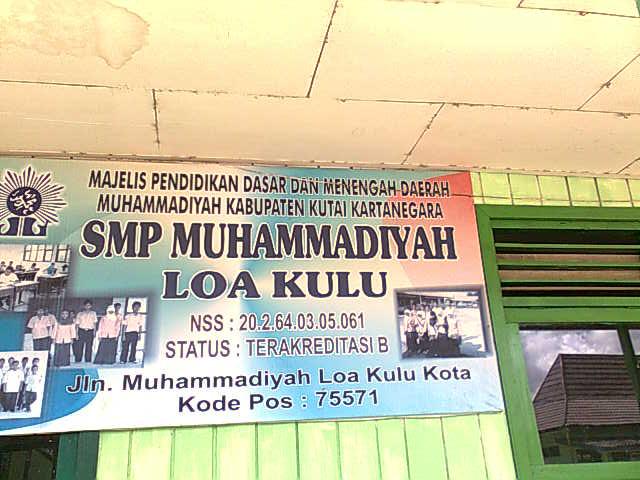 MAJELIS PENDIDIKAN DASAR DAN MENENGAH DAERAH
MUHAMMADIYAH KABUPATEN KUTAI KARTANEGARA
SMP MUHAMMADIYAH
LOA KULU
NSS : 20.2.64.03.05.061
STATUS : TERAKREDITASI B
Jln. Muhammadiyah Loa Kulu Kota
Kode Pos : 75571